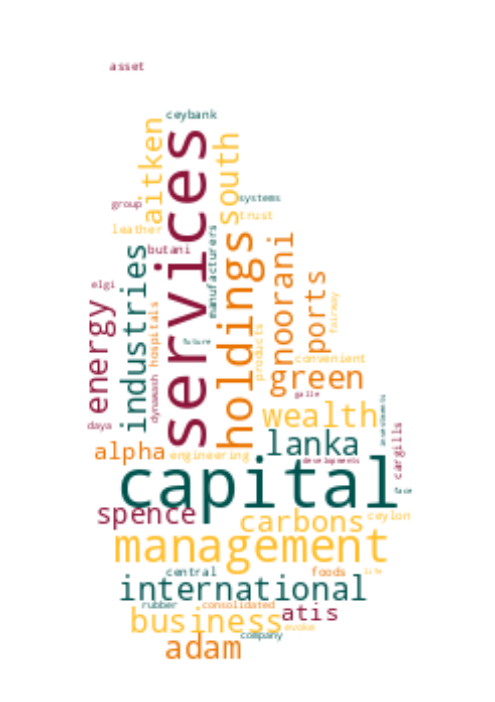 asset
ceybank
aitken
services
south
systems
group
trust
leather
butani
manufacturers
industries
holdings
noorani
ports
elgi
energy
hospitals
dynawash
future
products
fairway
convenient
green
galle
daya
wealth
investments
alpha
engineering
lanka
developments
cargills
capital
face
spence
carbons
ceylon
management
central
foods
life
international
rubber
consolidated
atis
business
evoke
company
adam